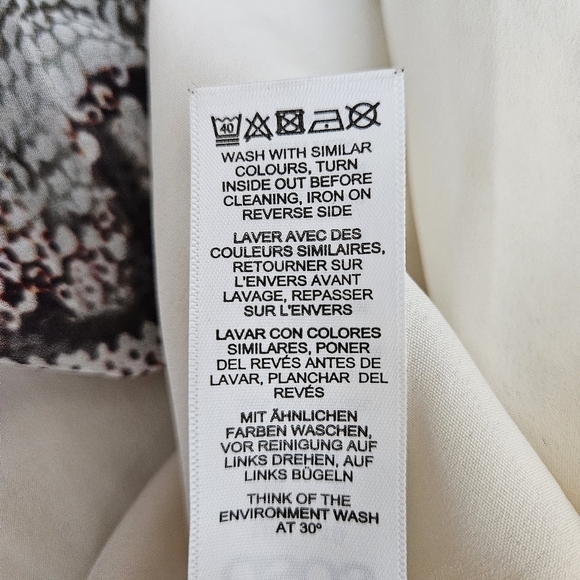 40
WASH WITH SIMILAR
COLOURS, TURN
INSIDE OUT BEFORE
CLEANING, IRON ON
REVERSE SIDE
LAVER AVEC DES
COULEURS SIMILAIRES,
RETOURNER SUR
L'ENVERS AVANT
LAVAGE, REPASSER
SUR L'ENVERS
LAVAR CON COLORES
SIMILARES, PONER
DEL REVÉS ANTES DE
LAVAR, PLANCHAR DEL
REVÉS
MIT ÄHNLICHEN
FARBEN WASCHEN,
VOR REINIGUNG AUF
LINKS DREHEN, AUF
LINKS BÜGELN
THINK OF THE
ENVIRONMENT WASH
AT 30º